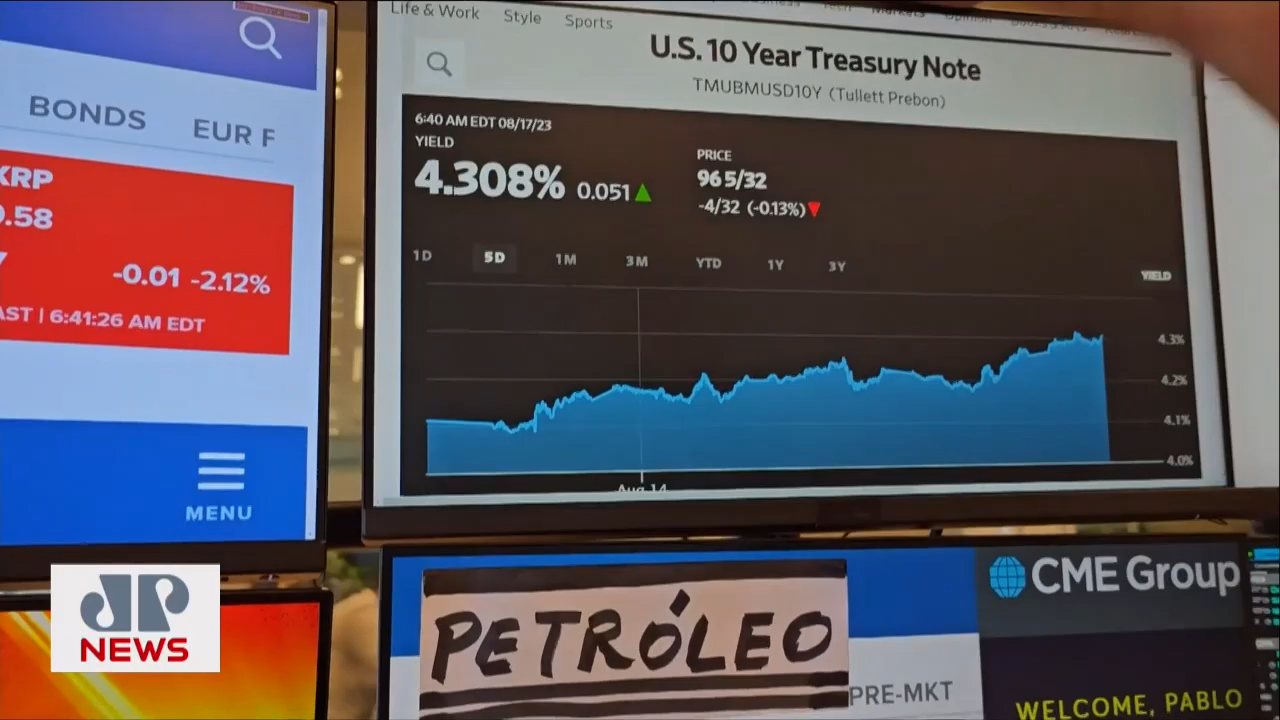 BONDS
EUR F
XRP
0.58
-0.01 -2.12%
AST | 6:41:26 AM EDT
MENU
Life & Work Style Sports
U.S. 10 Year Treasury Note
TMUBMUSD10Y (Tullett Prebon)
6:40 AM EDT 08/17/23
YIELD
4.308% 0.051
PRICE
96 5/32
-4/32 (-0.13%)
1D 5D 1M 3M YTD 1Y 3Y
YIELD
4.3%
4.2%
4.1%
4.0%
Aug 14
JP
NEWS
PETRÓLEO
PRE-MKT
CME Group
WELCOME, PABLO